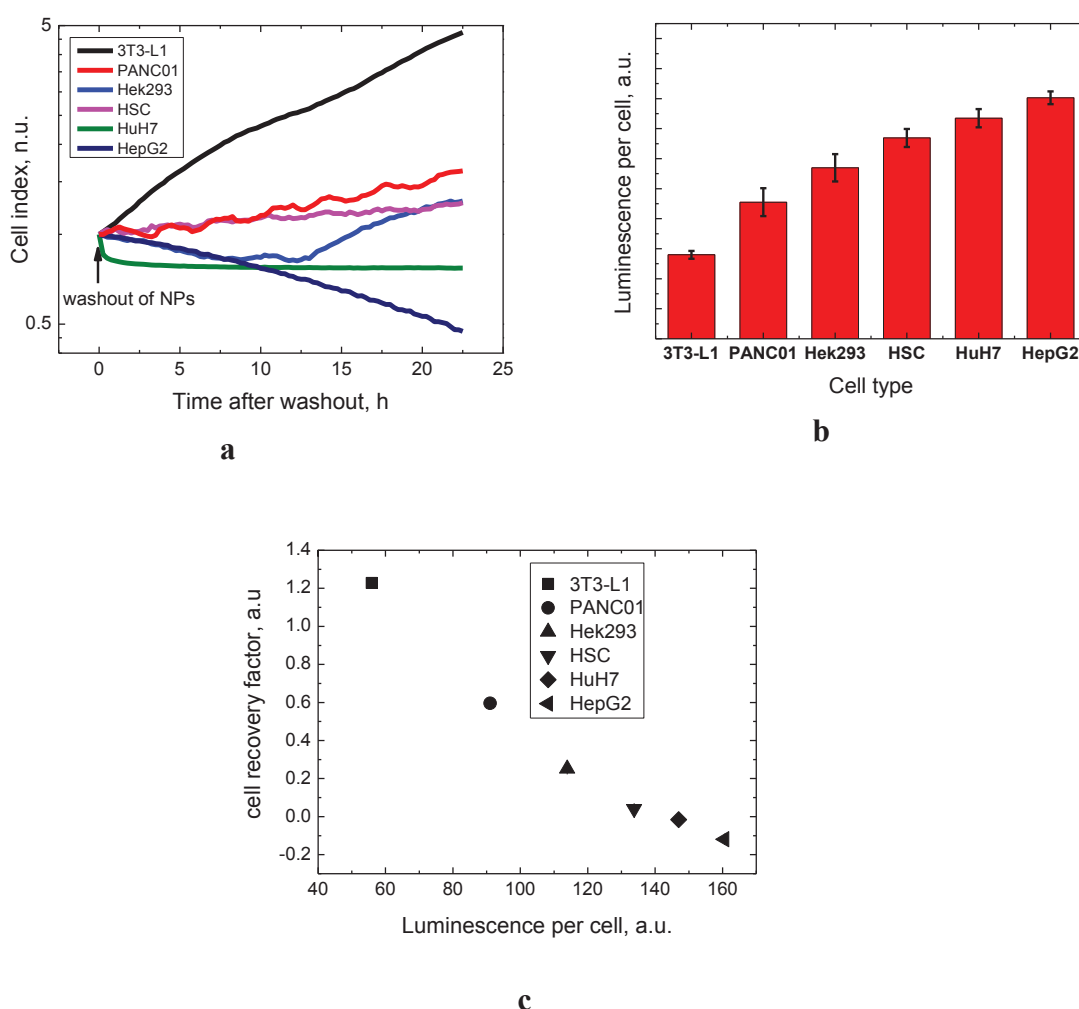 5
3T3-L1
PANC01
Hek293
HSC
HuH7
HepG2
Cell index, n.u.
washout of NPs
0.5
0 5 10 15 20 25
Time after washout, h
a
Luminescence per cell, a.u.
3T3-L1 PANC01 Hek293 HSC HuH7 HepG2
Cell type
b
1.4
1.2
1.0
0.8
0.6
0.4
0.2
0.0
-0.2
cell recovery factor, a.u
3T3-L1
PANC01
Hek293
HSC
HuH7
HepG2
40 60 80 100 120 140 160
Luminescence per cell, a.u.
c